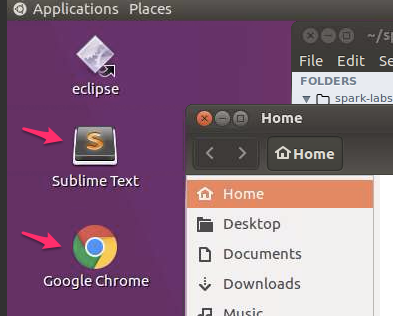 Applications Places
eclipse
Sublime Text
Google Chrome
~/sp
File Edit Se
FOLDERS
spark-labs
Home
Home
Home
Desktop
Documents
Downloads
Music